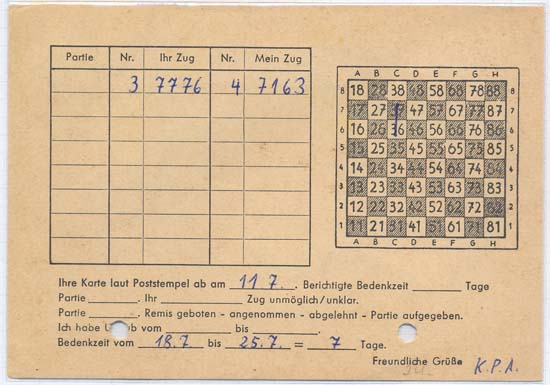 Partie Nr. Ihr Zug Nr. Mein Zug
3 7776 4 7163
A B C D E F G H
8 18 28 38 48 58 68 78 88 8
7 17 27 37 47 57 67 77 87 7
6 16 26 36 46 56 66 76 86 6
5 15 25 35 45 55 65 75 85 5
4 14 24 34 44 54 64 74 84 4
3 13 23 33 43 53 63 73 83 3
2 12 22 32 42 52 62 72 82 2
1 11 21 31 41 51 61 71 81 1
A B C D E F G H
Ihre Karte laut Poststempel ab am 11 7. Berichtigte Bedenkzeit Tage
Partie . Ihr Zug unmöglich/unklar.
Partie . Remis geboten - angenommen - abgelehnt - Partie aufgegeben.
Ich habe Urlaub vom bis .
Bedenkzeit vom 18.7. bis 25.7. = 7 Tage.
Freundliche Grüße K.P.A.